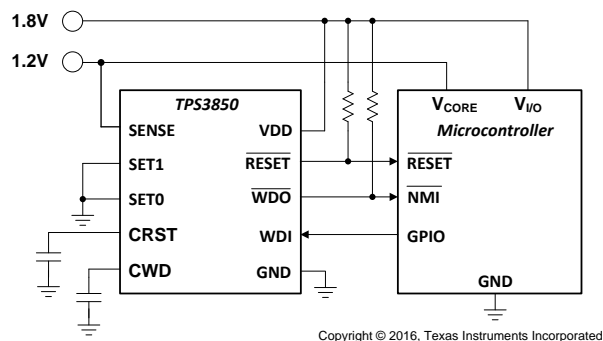 1.8V
1.2V
TPS3850
SENSE
SET1
SET0
CRST
CWD
VDD
RESET
WDO
WDI
GND
VCORE
VI/O
Microcontroller
RESET
NMI
GPIO
GND
Copyright © 2016, Texas Instruments Incorporated